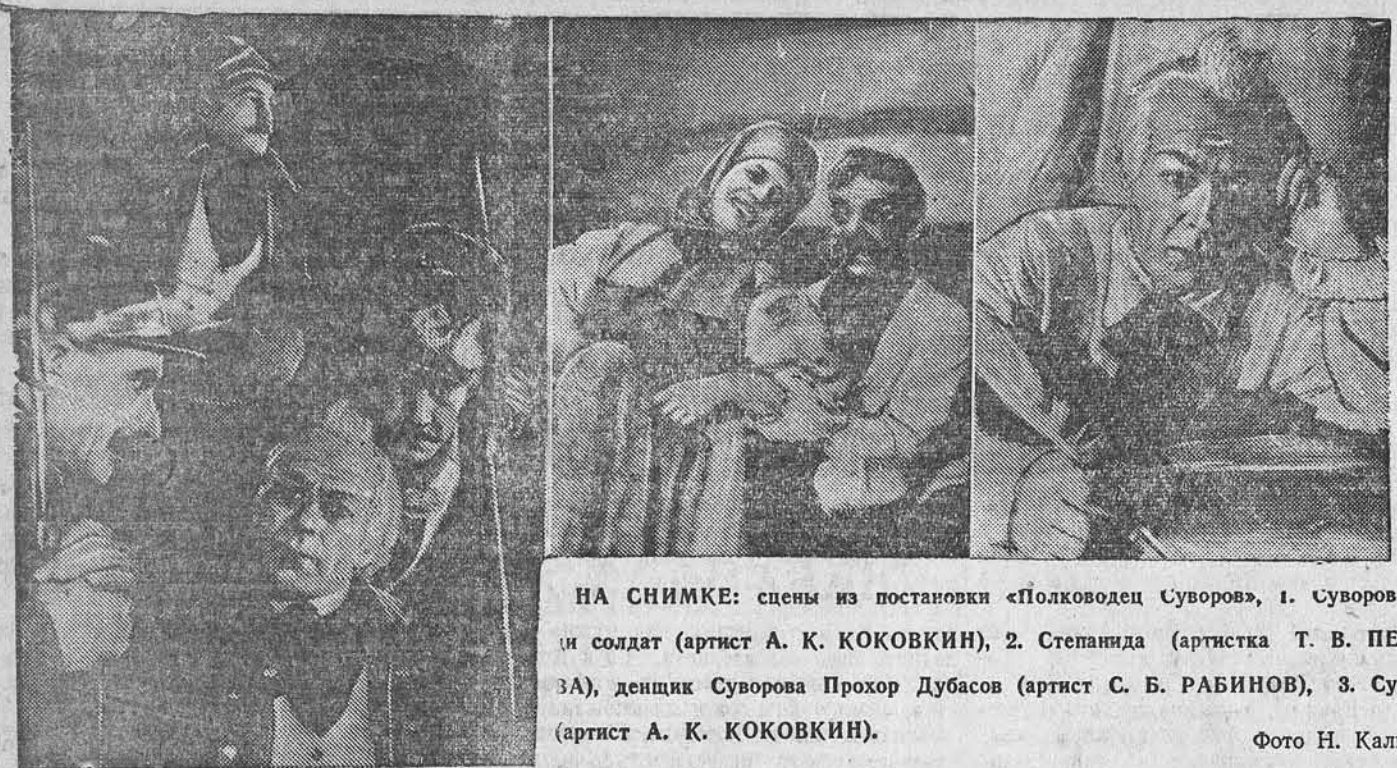 НА СНИМКЕ: сцены из постановки «Полководец Суворов», 1. Суворов
и солдат (артист А. К. КОКОВКИН), 2. Степанида (артистка Т. В. ПЕ
ВА), денщик Суворова Прохор Дубасов (артист С. Б. РАБИНОВ), 3. Су
(артист А. К. КОКОВКИН).
Фото Н. Кал